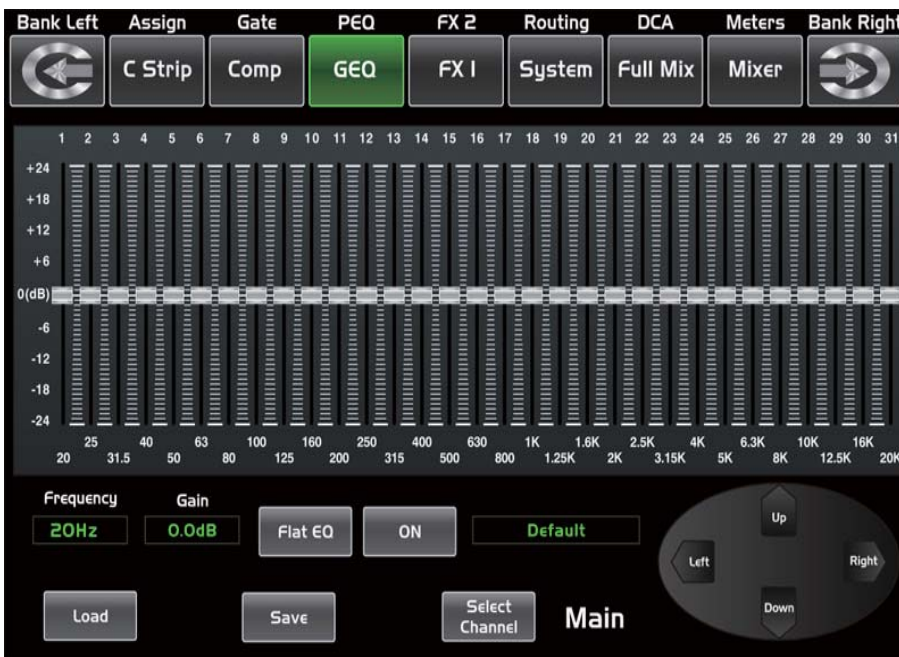 Bank Left Assign Gate PEQ FX 2 Routing DCA Meters Bank Right
C Strip Comp GEQ FX 1 System Full Mix Mixer
1 2 3 4 5 6 7 8 9 10 11 12 13 14 15 16 17 18 19 20 21 22 23 24 25 26 27 28 29 30 31
+24
+18
+12
+6
0(dB)
-6
-12
-18
-24
25 40 63 100 160 250 400 630 1K 1.6K 2.5K 4K 6.3K 10K 16K
20 31.5 50 80 125 200 315 500 800 1.25K 2K 3.15K 5K 8K 12.5K 20K
Frequency Gain
20Hz 0.0dB Flat EQ ON Default
Up
Left Right
Down
Load Save Select Channel Main